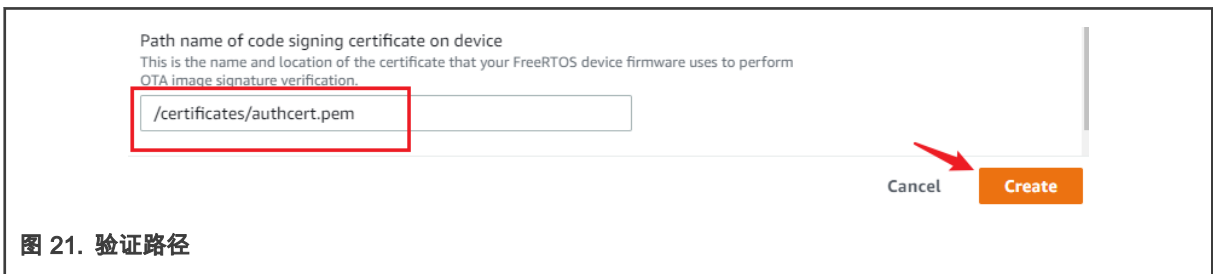 Path name of code signing certificate on device
This is the name and location of the certificate that your FreeRTOS device firmware uses to perform
OTA image signature verification.
/certificates/authcert.pem
Cancel Create
图 21. 验证路径